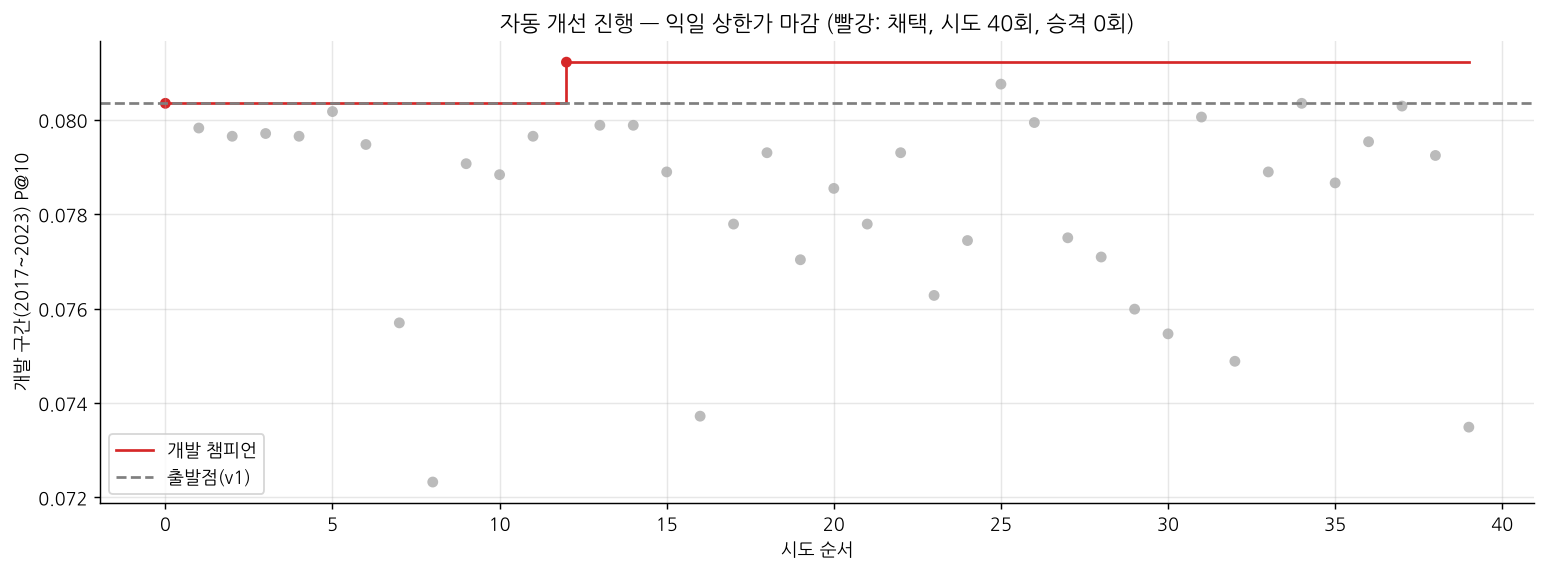 자동 개선 진행 — 익일 상한가 마감 (빨강: 채택, 시도 40회, 승격 0회)
개발 구간(2017~2023) P@10
0.080
0.078
0.076
0.074
0.072
개발 챔피언
출발점(v1)
0 5 10 15 20 25 30 35 40
시도 순서